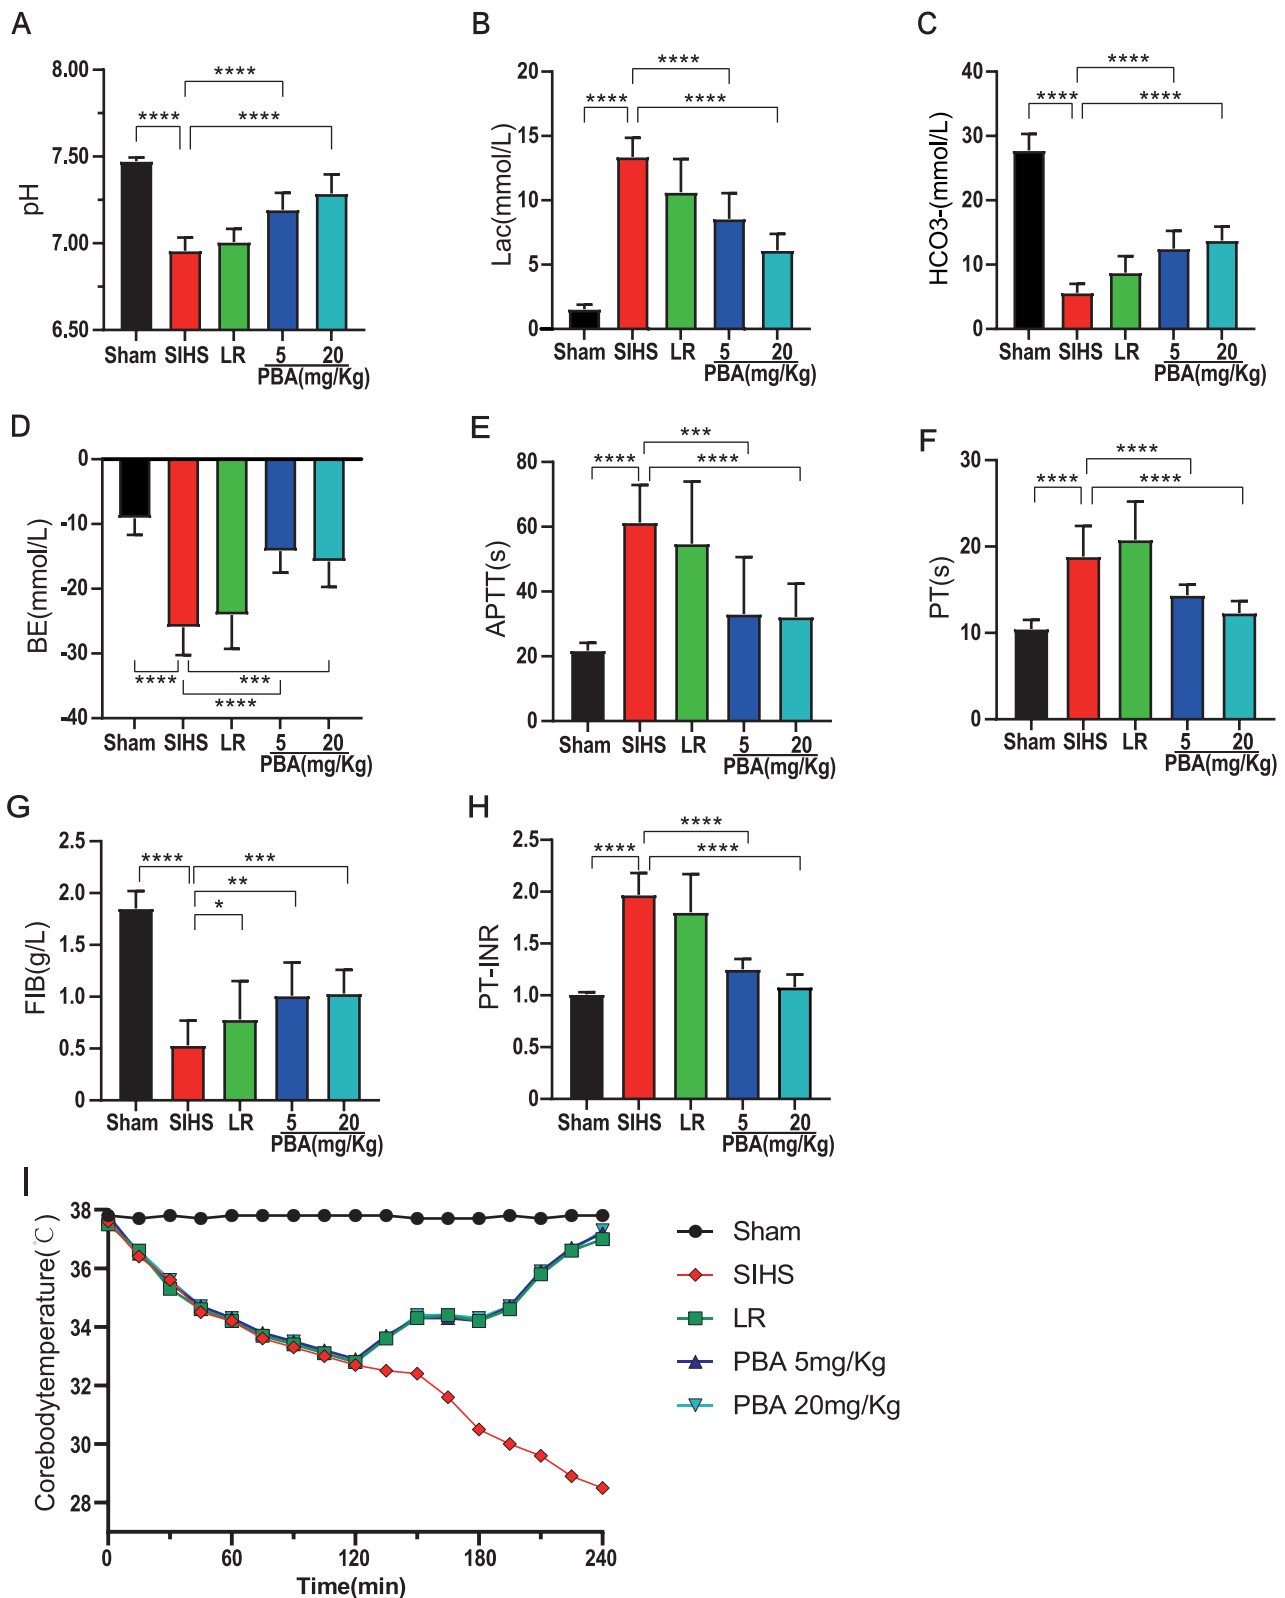 A
pH
8.00
7.50
7.00
6.50
****
****
****
Sham SIHS LR 5 20
PBA(mg/Kg)
B
Lac(mmol/L)
20
15
10
5
0
****
****
****
Sham SIHS LR 5 20
PBA(mg/Kg)
C
HCO3-(mmol/L)
40
30
20
10
0
****
****
****
Sham SIHS LR 5 20
PBA(mg/Kg)
D
BE(mmol/L)
0
-10
-20
-30
-40
**** ***
****
Sham SIHS LR 5 20
PBA(mg/Kg)
E
APTT(s)
80
60
40
20
0
***
****
****
Sham SIHS LR 5 20
PBA(mg/Kg)
F
PT(s)
30
20
10
0
****
****
****
Sham SIHS LR 5 20
PBA(mg/Kg)
G
FIB(g/L)
2.5
2.0
1.5
1.0
0.5
0
**** ***
**
*
Sham SIHS LR 5 20
PBA(mg/Kg)
H
PT-INR
2.5
2.0
1.5
1.0
0.5
0
****
****
****
Sham SIHS LR 5 20
PBA(mg/Kg)
I
Corebodytemperature(℃)
38
36
34
32
30
28
0 60 120 180 240
Time(min)
Sham
SIHS
LR
PBA 5mg/Kg
PBA 20mg/Kg